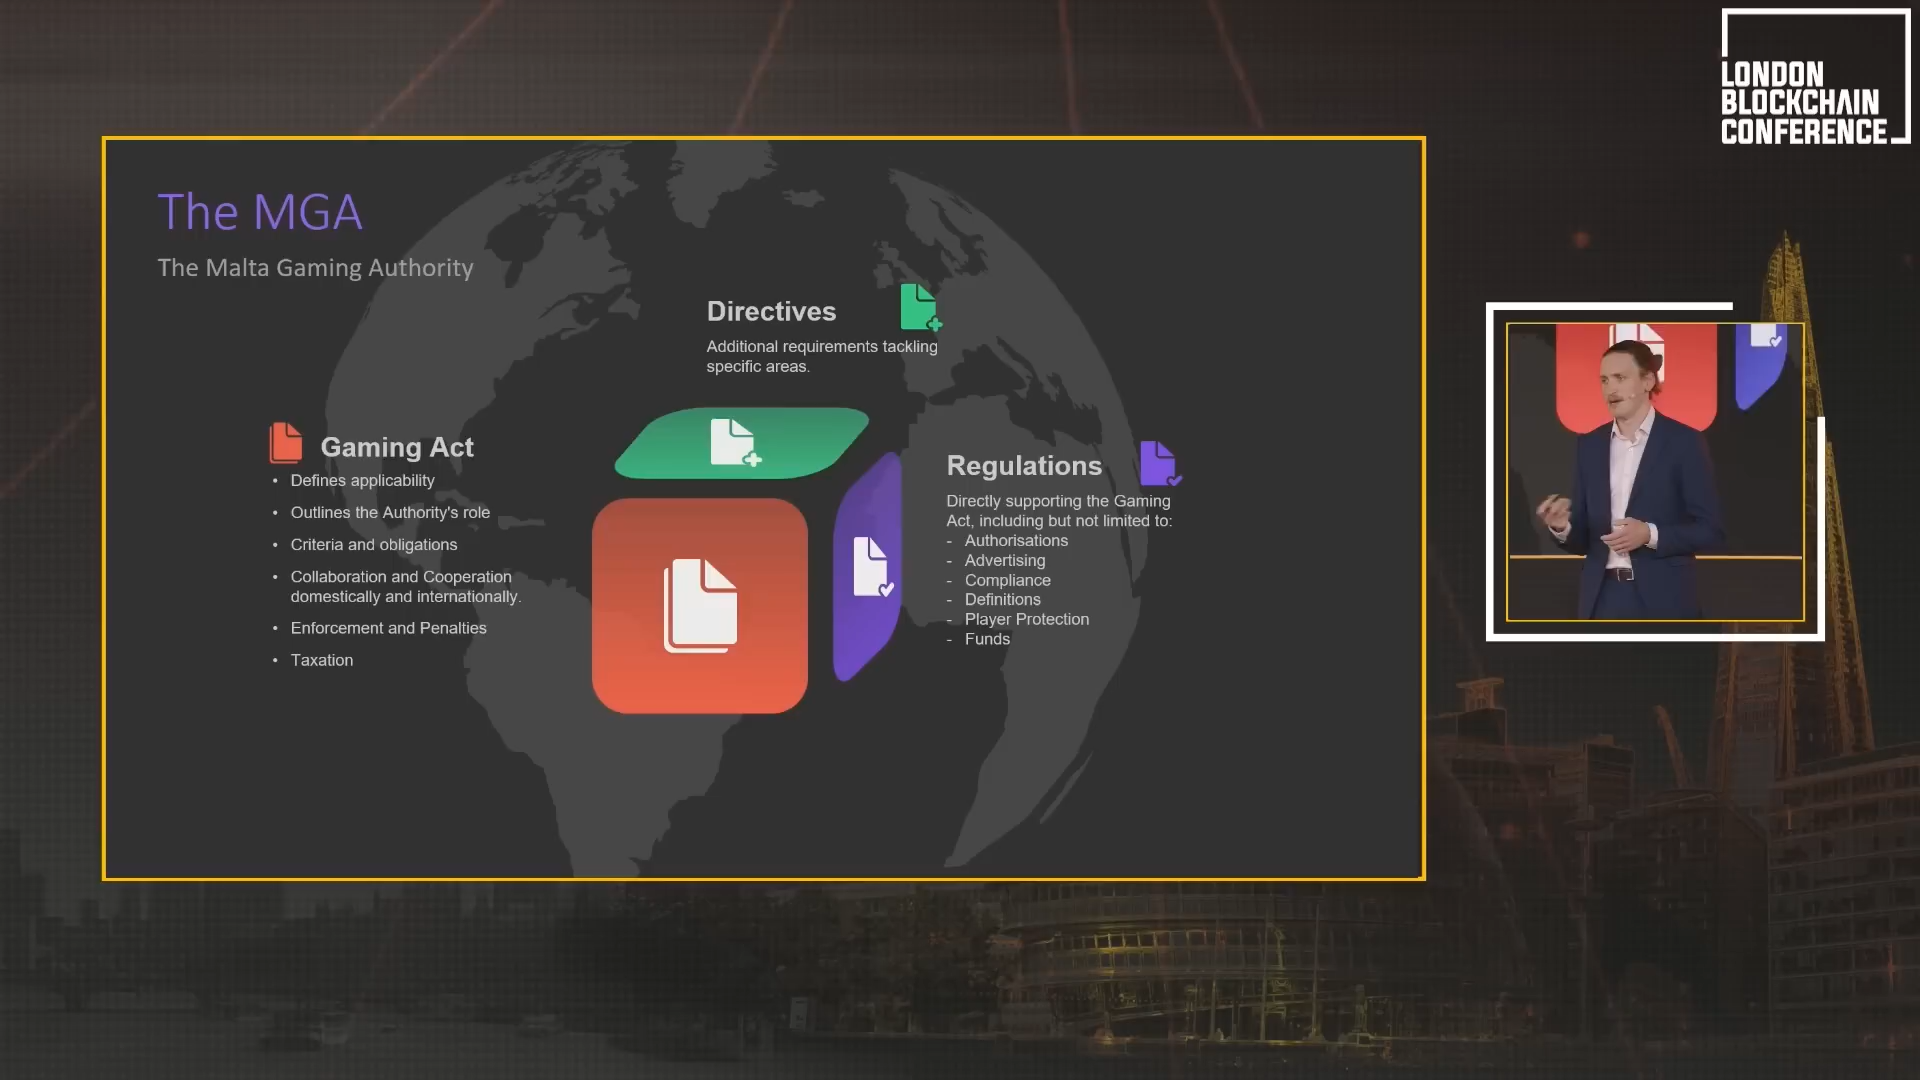 LONDON
BLOCKCHAIN
CONFERENCE
The MGA
The Malta Gaming Authority
Directives
Additional requirements tackling
specific areas.
Gaming Act
• Defines applicability
• Outlines the Authority's role
• Criteria and obligations
• Collaboration and Cooperation
domestically and internationally.
• Enforcement and Penalties
• Taxation
Regulations
Directly supporting the Gaming
Act, including but not limited to:
- Authorisations
- Advertising
- Compliance
- Definitions
- Player Protection
- Funds